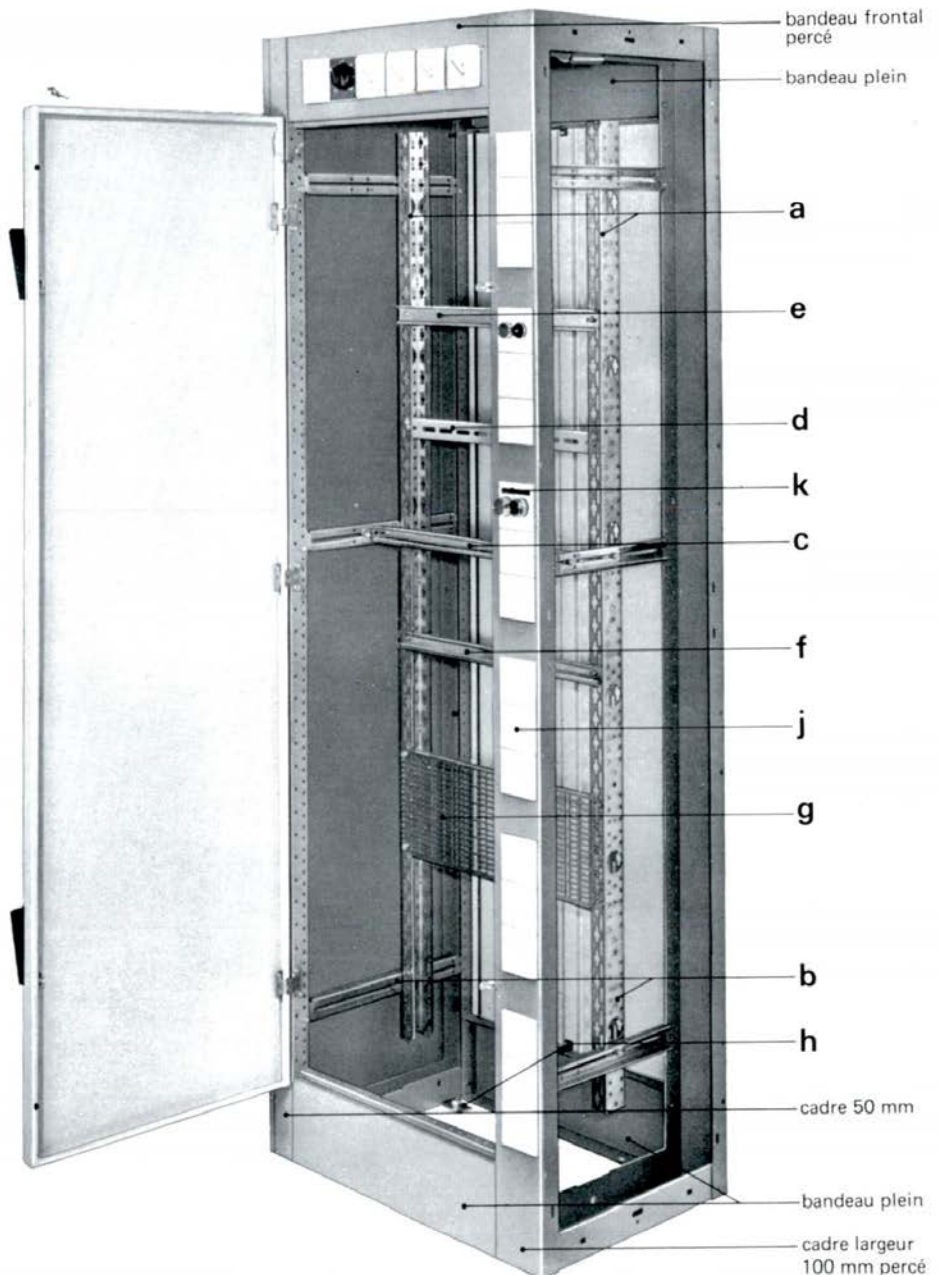 bandeau frontal
percé
bandeau plein
a
e
d
k
c
f
j
g
b
h
cadre 50 mm
bandeau plein
cadre largeur
100 mm percé